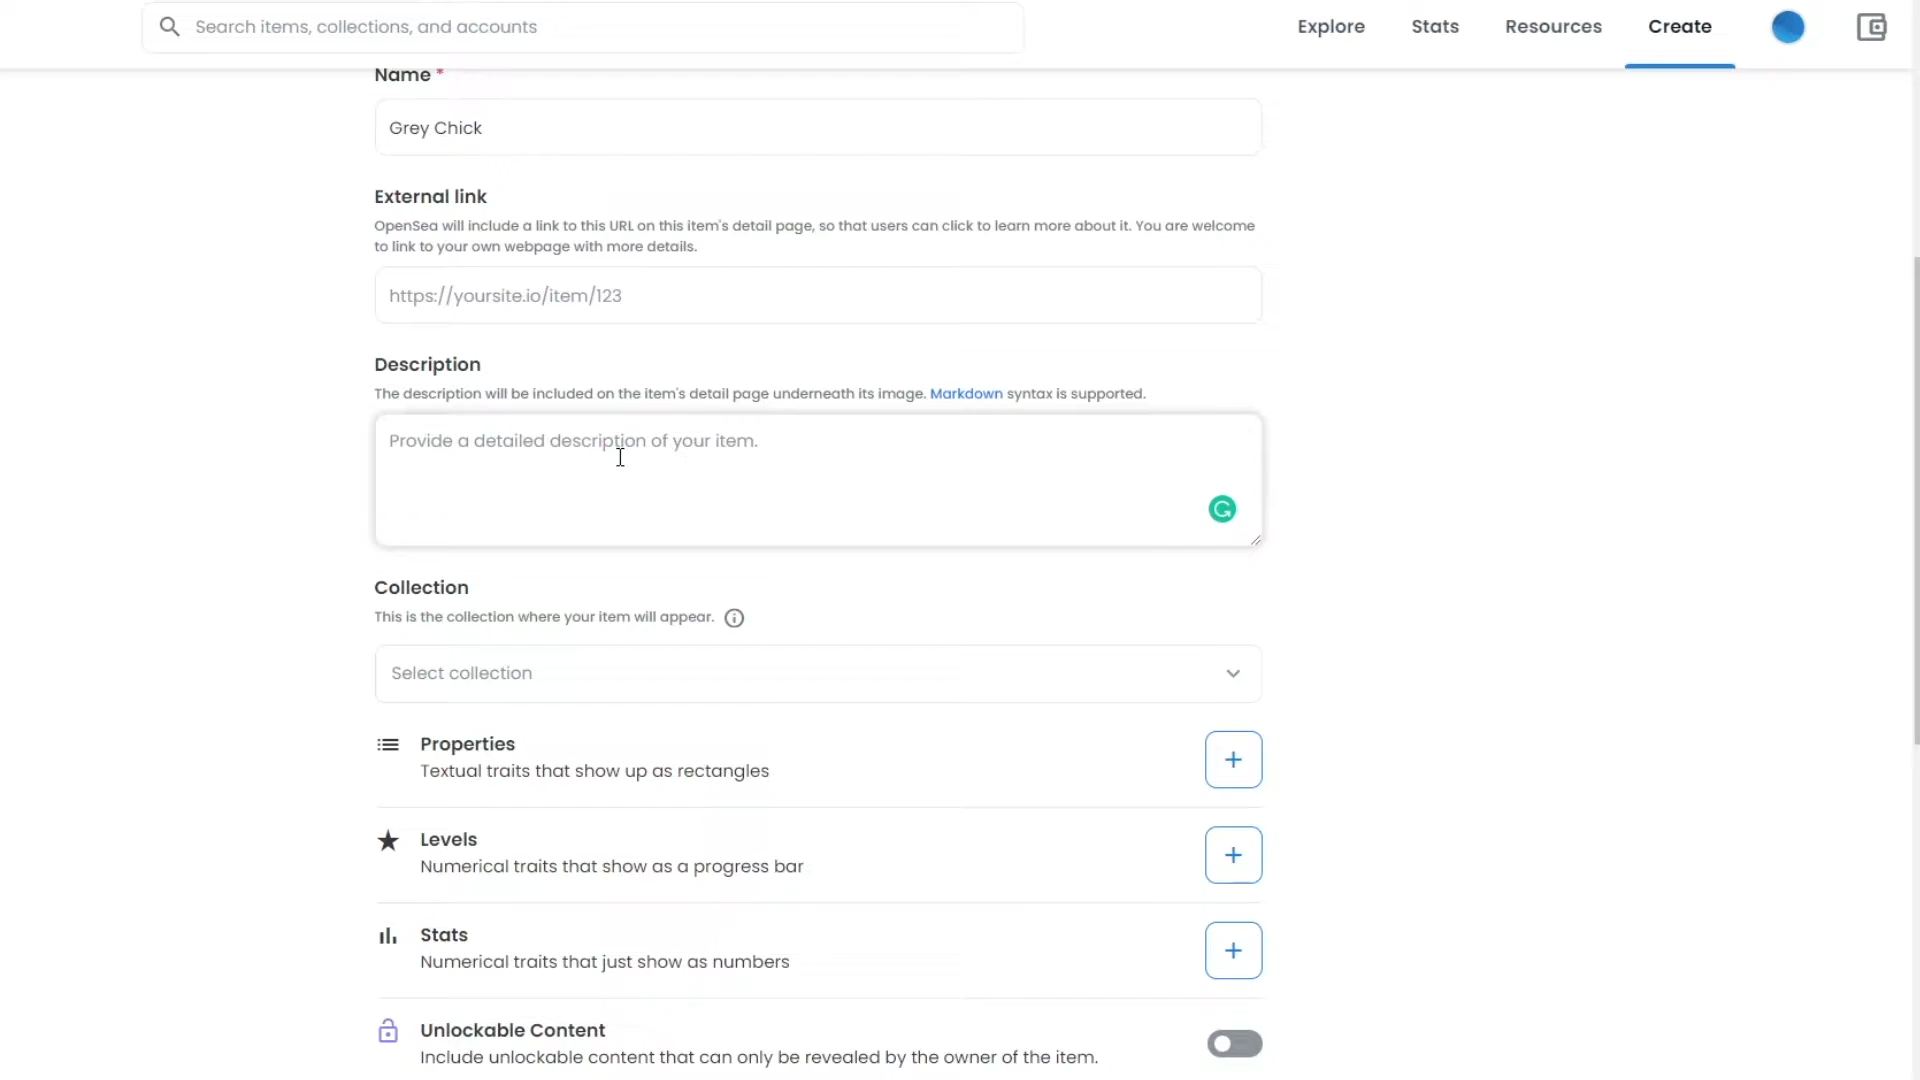 Search items, collections, and accounts
Explore
Stats
Resources
Create
Name *
Grey Chick
External link
OpenSea will include a link to this URL on this item's detail page, so that users can click to learn more about it. You are welcome
to link to your own webpage with more details.
https://yoursite.io/item/123
Description
The description will be included on the item's detail page underneath its image. Markdown syntax is supported.
Provide a detailed description of your item.
Collection
This is the collection where your item will appear.
Select collection
Properties
Textual traits that show up as rectangles
Levels
Numerical traits that show as a progress bar
Stats
Numerical traits that just show as numbers
Unlockable Content
Include unlockable content that can only be revealed by the owner of the item.